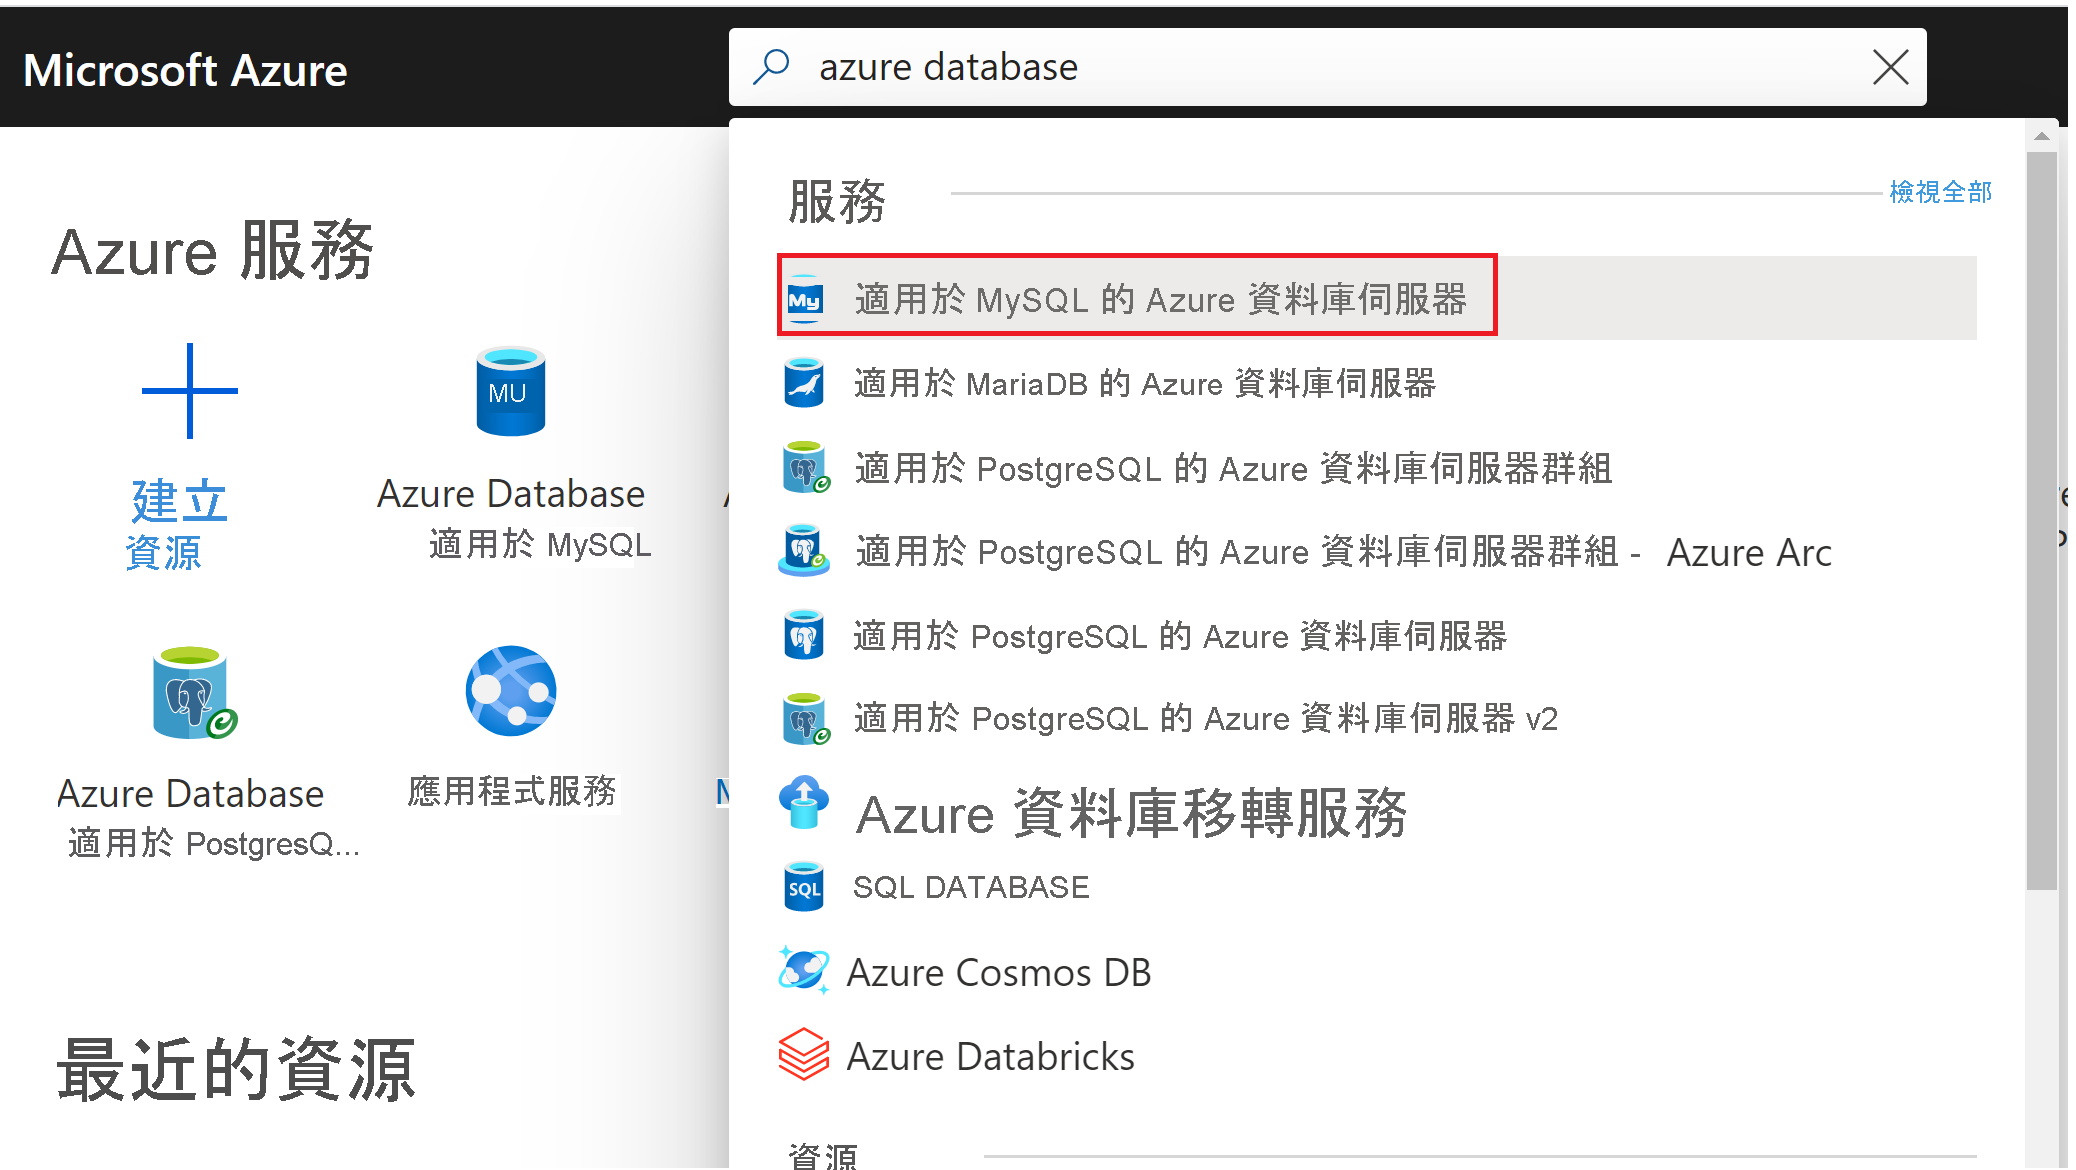 Microsoft Azure
azure database
Azure 服務
建立
資源
MU
Azure Database
適用於 MySQL
Azure Database
適用於 PostgresQ...
應用程式服務
最近的資源
服務
檢視全部
My
適用於 MySQL 的 Azure 資料庫伺服器
適用於 MariaDB 的 Azure 資料庫伺服器
適用於 PostgreSQL 的 Azure 資料庫伺服器群組
適用於 PostgreSQL 的 Azure 資料庫伺服器群組 - Azure Arc
適用於 PostgreSQL 的 Azure 資料庫伺服器
適用於 PostgreSQL 的 Azure 資料庫伺服器 v2
Azure 資料庫移轉服務
SQL
SQL DATABASE
Azure Cosmos DB
Azure Databricks
資源